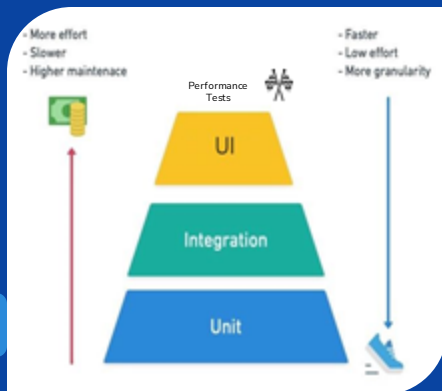 - More effort
- Slower
- Higher maintenace
- Faster
- Low effort
- More granularity
Performance
Tests
UI
Integration
Unit